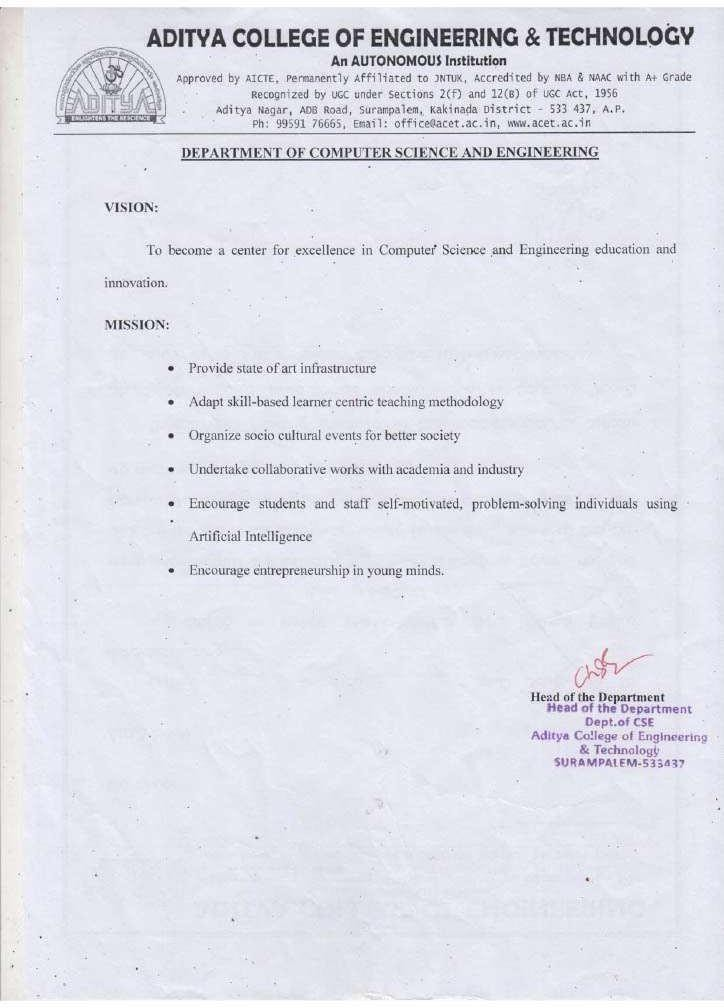 ADITYA COLLEGE OF ENGINEERING & TECHNOLOGY
An AUTONOMOUS Institution
Approved by AICTE, Permanently Affiliated to JNTUK, Accredited by NBA & NAAC with A+ Grade
Recognized by UGC under Sections 2(f) and 12(B) of UGC Act, 1956
Aditya Nagar, ADB Road, Surampalem, Kakinada District - 533 437, A.P.
Ph: 99591 76665, Email: office@acet.ac.in, www.acet.ac.in
ADITYA
ENLIGHTENS THE NESCIENCE
DEPARTMENT OF COMPUTER SCIENCE AND ENGINEERING
VISION:
To become a center for excellence in Computer Science and Engineering education and
innovation.
MISSION:
• Provide state of art infrastructure
• Adapt skill-based learner centric teaching methodology
• Organize socio cultural events for better society
• Undertake collaborative works with academia and industry
• Encourage students and staff self-motivated, problem-solving individuals using
Artificial Intelligence
• Encourage entrepreneurship in young minds.
Head of the Department
Head of the Department
Dept.of CSE
Aditya College of Engineering
& Technology
SURAMPALEM-533437